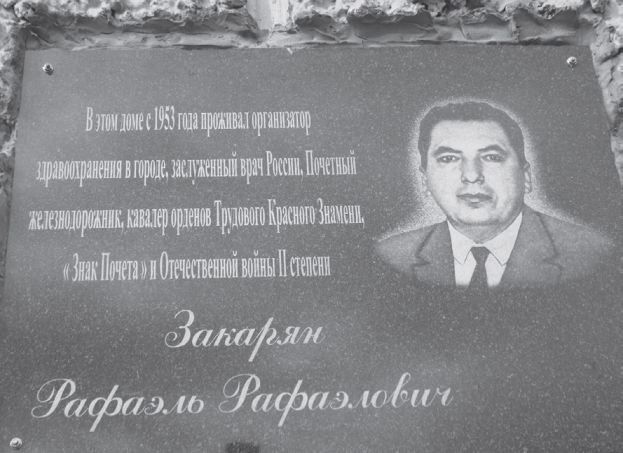 В этом доме с 1953 года проживал организатор
здравоохранения в городе, заслуженный врач России, Почетный
железнодорожник, кавалер орденов Трудового Красного Знамени,
« Знак Почета » и Отечественной войны II степени
Закарян
Рафаэль Рафаэлович